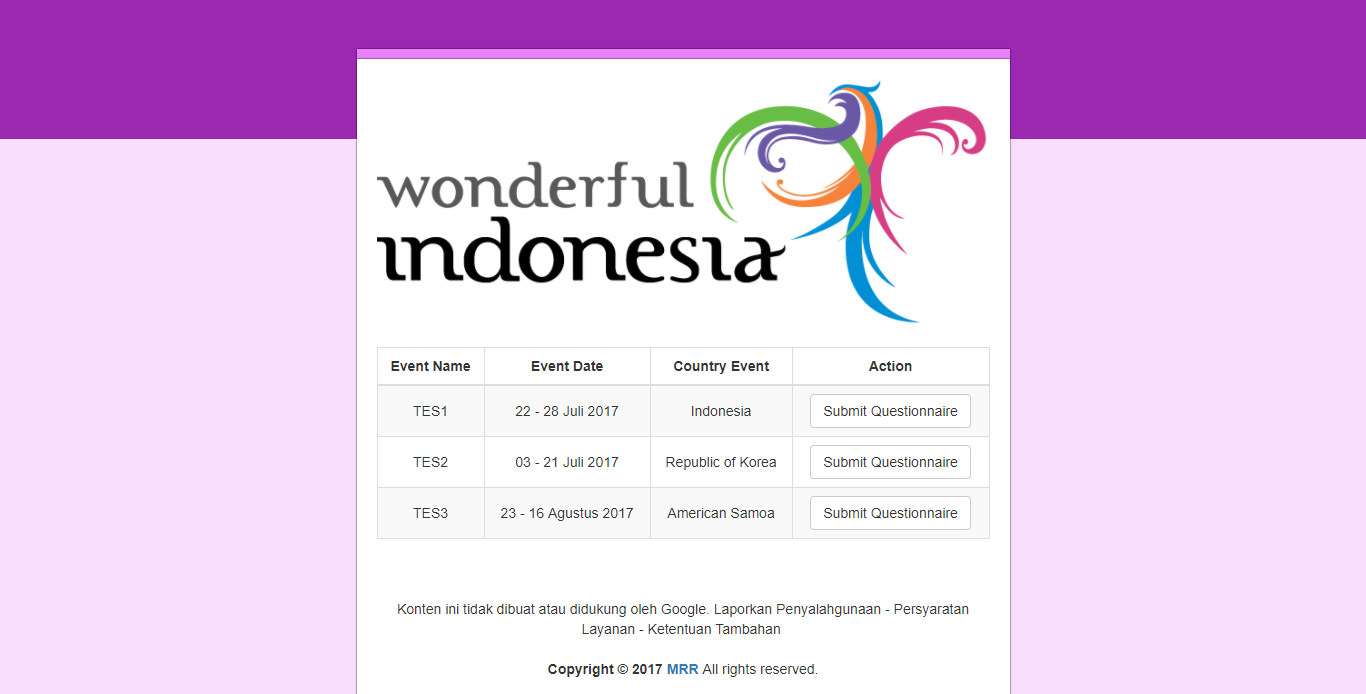 wonderful
indonesia
Event Name Event Date Country Event Action
TES1 22 - 28 Juli 2017 Indonesia Submit Questionnaire
TES2 03 - 21 Juli 2017 Republic of Korea Submit Questionnaire
TES3 23 - 16 Agustus 2017 American Samoa Submit Questionnaire
Konten ini tidak dibuat atau didukung oleh Google. Laporkan Penyalahgunaan - Persyaratan
Layanan - Ketentuan Tambahan
Copyright © 2017 MRR All rights reserved.